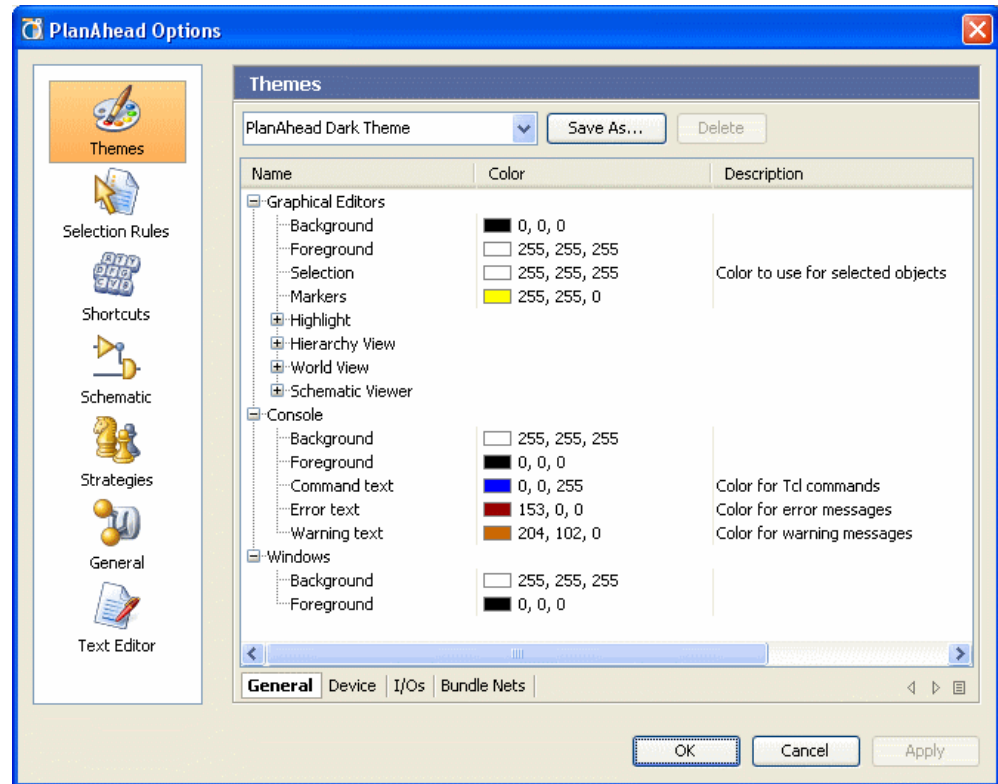 PlanAhead Options
Themes
Selection Rules
Shortcuts
Schematic
Strategies
General
Text Editor
Themes
PlanAhead Dark Theme Save As... Delete
Name Color Description
Graphical Editors
Background 0, 0, 0
Foreground 255, 255, 255
Selection 255, 255, 255 Color to use for selected objects
Markers 255, 255, 0
Highlight
Hierarchy View
World View
Schematic Viewer
Console
Background 255, 255, 255
Foreground 0, 0, 0
Command text 0, 0, 255 Color for Tcl commands
Error text 153, 0, 0 Color for error messages
Warning text 204, 102, 0 Color for warning messages
Windows
Background 255, 255, 255
Foreground 0, 0, 0
General Device I/Os Bundle Nets
OK Cancel Apply